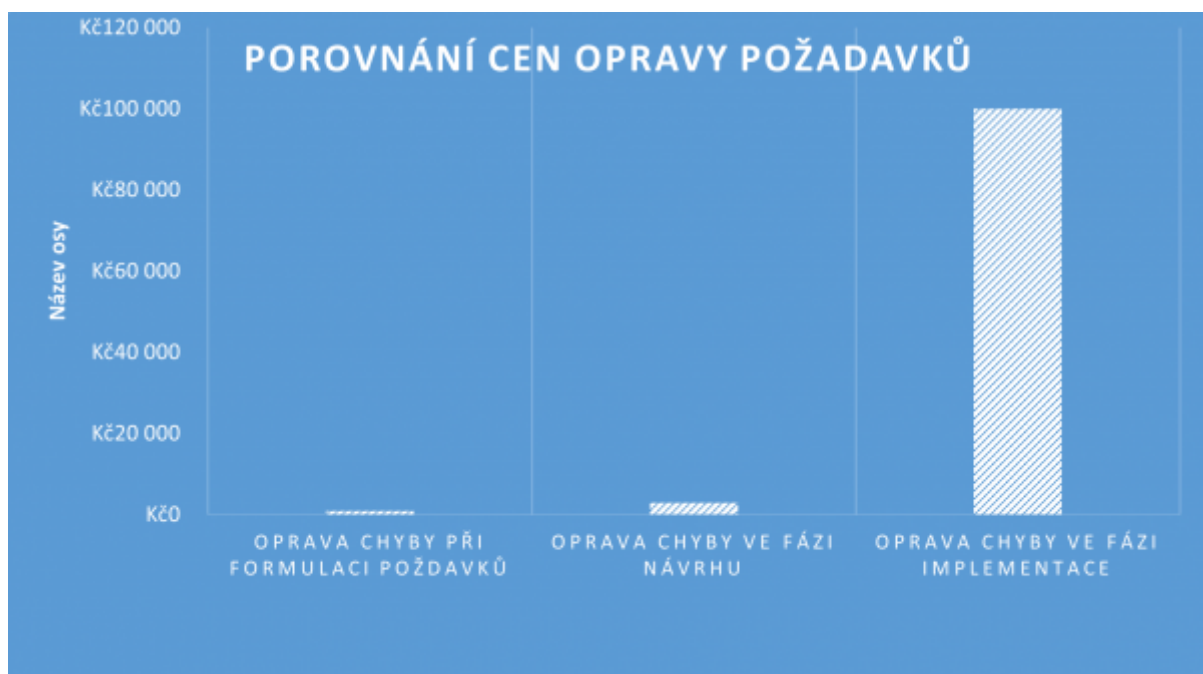 POROVNÁNÍ CEN OPRAVY POŽADAVKŮ
Kč120 000
Kč100 000
Kč80 000
Kč60 000
Kč40 000
Kč20 000
Kč0
Název osy
OPRAVA CHYBY PŘI
FORMULACI POŽDAVKŮ
OPRAVA CHYBY VE FÁZI
NÁVRHU
OPRAVA CHYBY VE FÁZI
IMPLEMENTACE